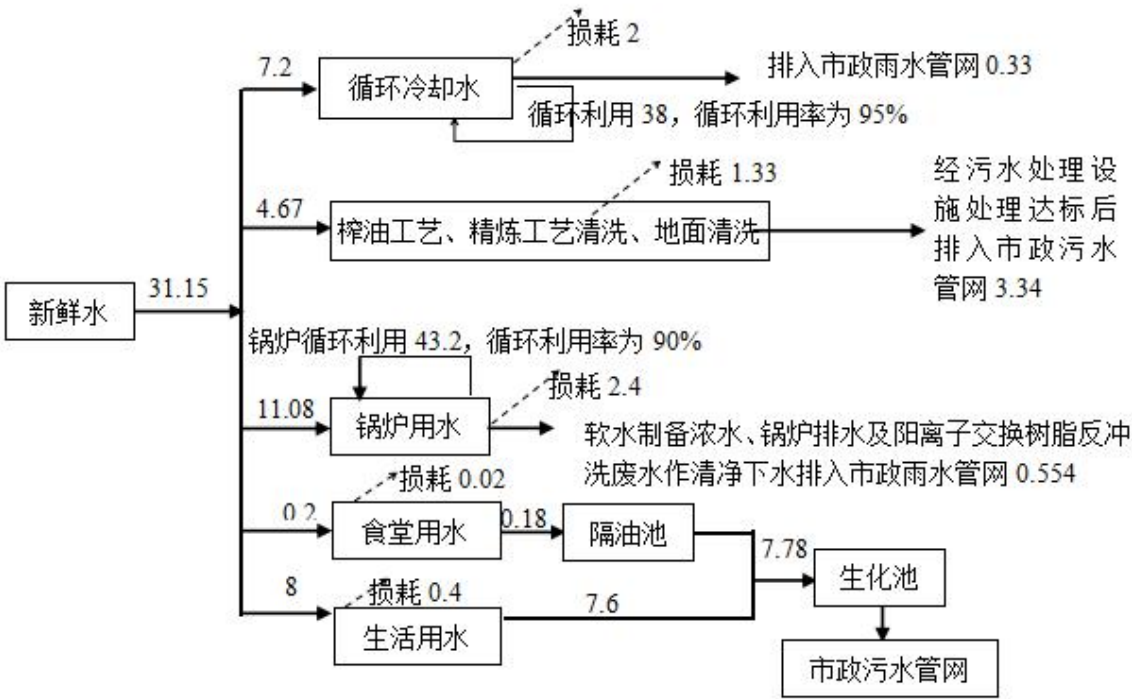 损耗 2
7.2
循环冷却水
排入市政雨水管网 0.33
循环利用 38，循环利用率为 95%
损耗 1.33
4.67
榨油工艺、精炼工艺清洗、地面清洗
经污水处理设
施处理达标后
排入市政污水
管网 3.34
新鲜水
31.15
锅炉循环利用 43.2，循环利用率为 90%
损耗 2.4
11.08
锅炉用水
软水制备浓水、锅炉排水及阳离子交换树脂反冲
洗废水作清净下水排入市政雨水管网 0.554
损耗 0.02
0.2
食堂用水
0.18
隔油池
7.78
生化池
8
损耗 0.4
生活用水
7.6
市政污水管网